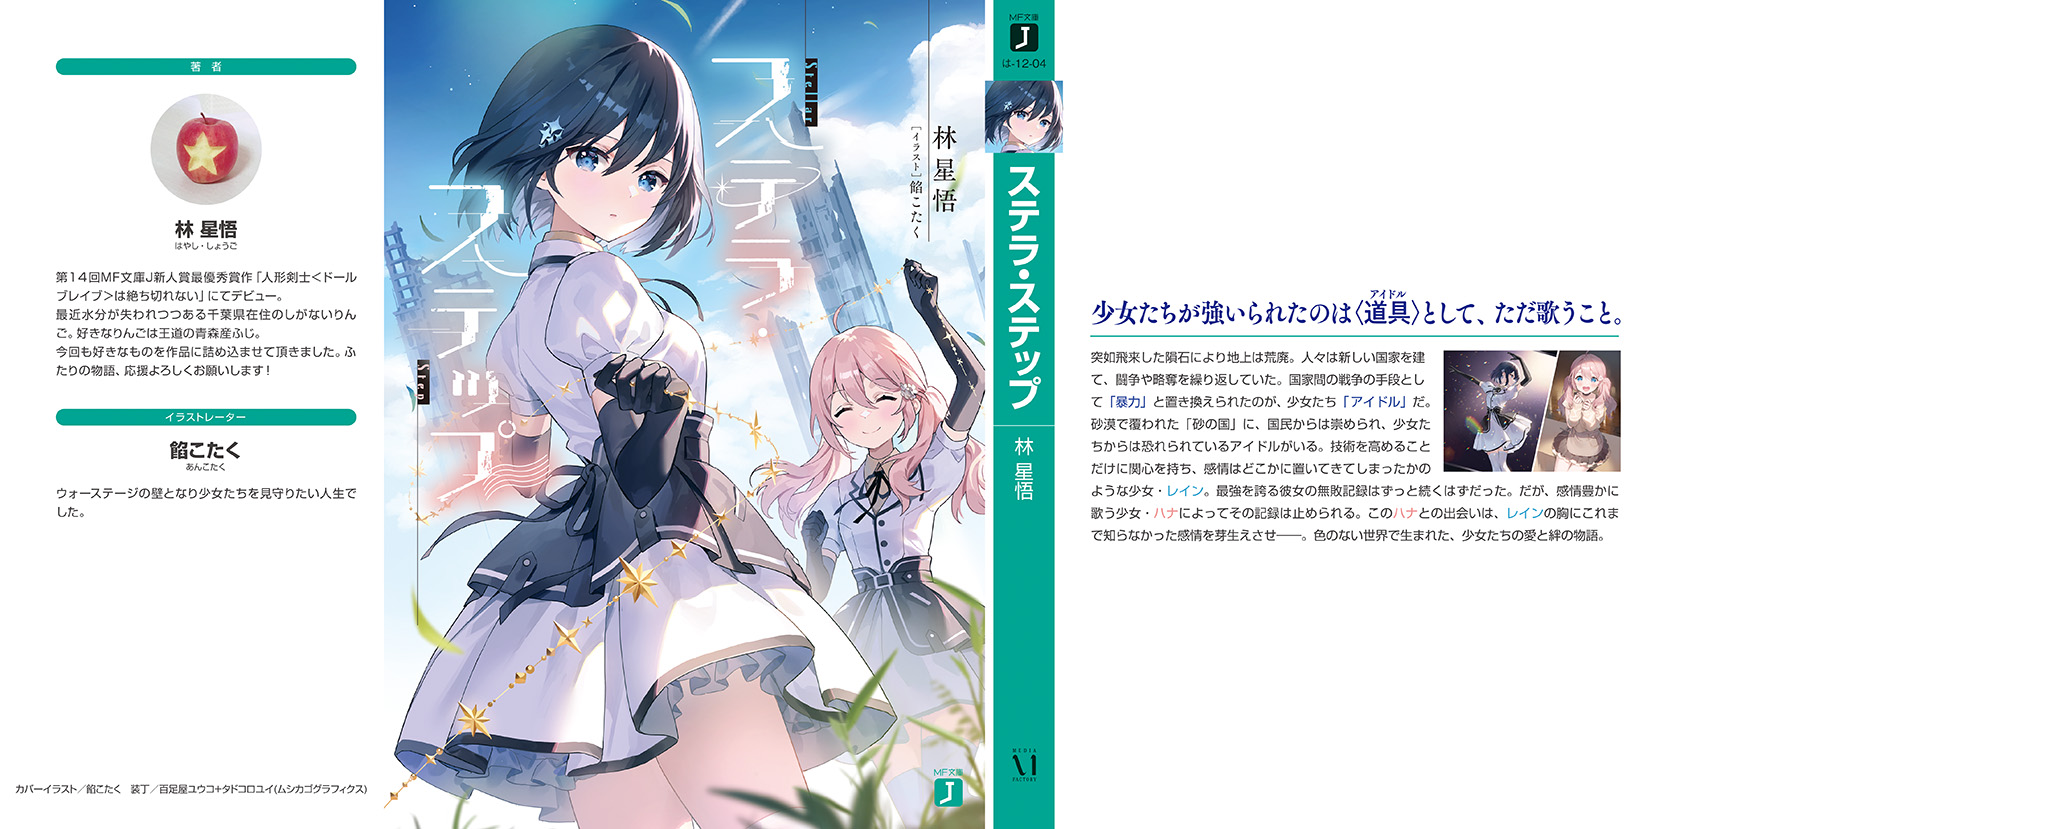 著 者
林 星悟
はやし・しょうご
第14回MF文庫J新人賞最優秀賞作「人形剣士<ドール
ブレイブ>は絶ち切れない」にてデビュー。
最近水分が失われつつある千葉県在住のしがないりん
ご。好きなりんごは王道の青森産ふじ。
今回も好きなものを作品に詰め込ませて頂きました。ふ
たりの物語、応援よろしくお願いします！
イラストレーター
餡こたく
あんこたく
ウォーステージの壁となり少女たちを見守りたい人生で
した。
カバーイラスト／餡こたく 装丁／百足屋ユウコ+タドコロユイ(ムシカゴグラフィクス)
ステラ・
Stellar
ステップ
Step
林 星悟
［イラスト］餡こたく
MF文庫
J
MF文庫
J
は-12-04
ステラ・ステップ
林 星悟
MEDIA
FACTORY
アイドル
少女たちが強いられたのは〈道具〉として、ただ歌うこと。
突如飛来した隕石により地上は荒廃。人々は新しい国家を建
て、闘争や略奪を繰り返していた。国家間の戦争の手段とし
て「暴力」と置き換えられたのが、少女たち「アイドル」だ。
砂漠で覆われた「砂の国」に、国民からは崇められ、少女た
ちからは恐れられているアイドルがいる。技術を高めること
だけに関心を持ち、感情はどこかに置いてきてしまったかの
ような少女・レイン。最強を誇る彼女の無敗記録はずっと続くはずだった。だが、感情豊かに
歌う少女・ハナによってその記録は止められる。このハナとの出会いは、レインの胸にこれま
で知らなかった感情を芽生えさせ――。色のない世界で生まれた、少女たちの愛と絆の物語。